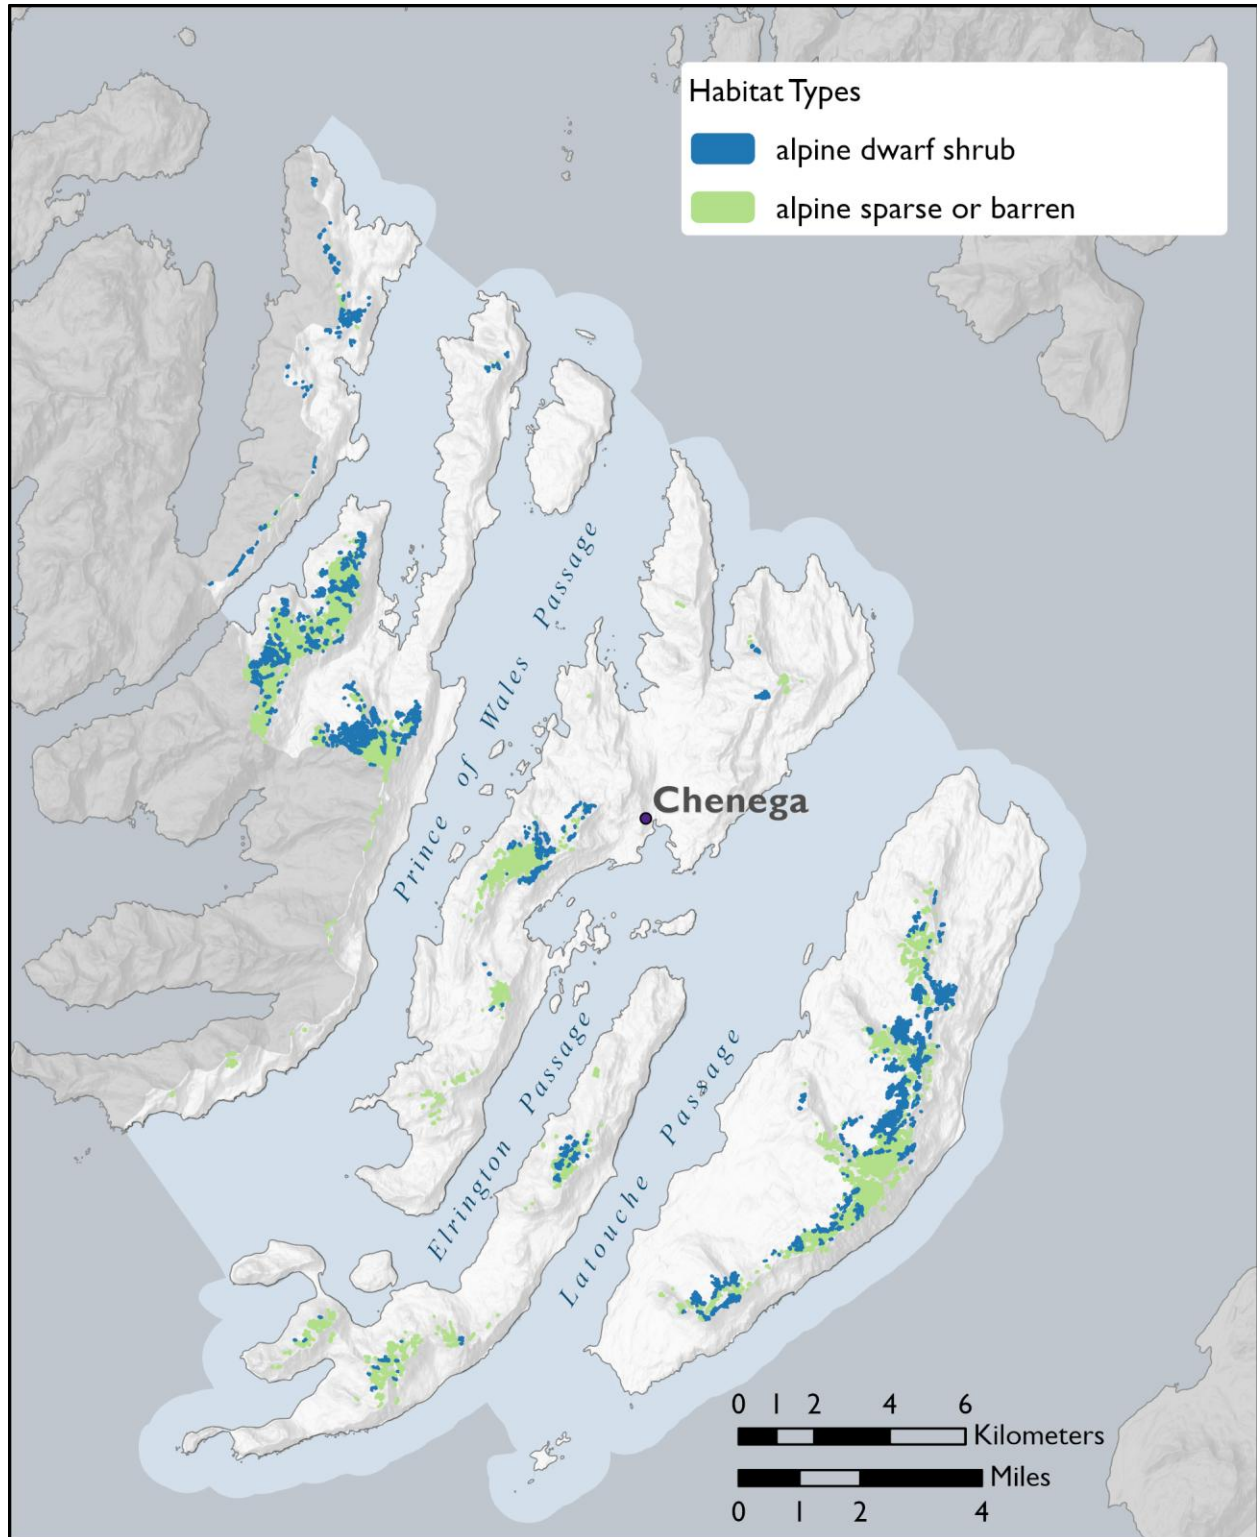 Habitat Types
alpine dwarf shrub
alpine sparse or barren
Prince of Wales Passage
Chenega
Elrington Passage
Latouche Passage
0 1 2 4 6
Kilometers
Miles
0 1 2 4